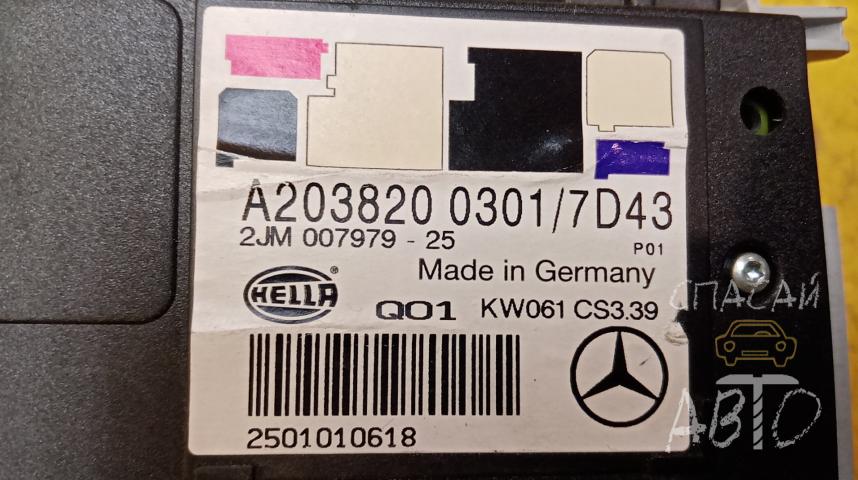 A203820 0301/7D43
2JM 007979 - 25
P01
Made in Germany
HELLA ®
Q01 KW061 CS3.39
2501010618
СПАСАЙ
АВТО